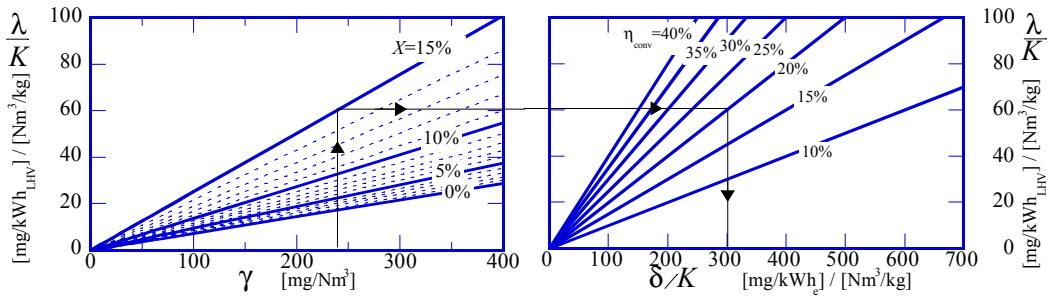 λ/K
[mg/kWh_LHV] / [Nm³/kg]
100
80
60
40
20
0
X=15%
10%
5%
0%
0 100 200 300 400
γ [mg/Nm³]
η_conv=40%
35%
30%
25%
20%
15%
10%
0 100 200 300 400 500 600 700
δ/K [mg/kWh_e] / [Nm³/kg]
100
80
60
40
20
0
λ/K
[mg/kWh_LHV] / [Nm³/kg]